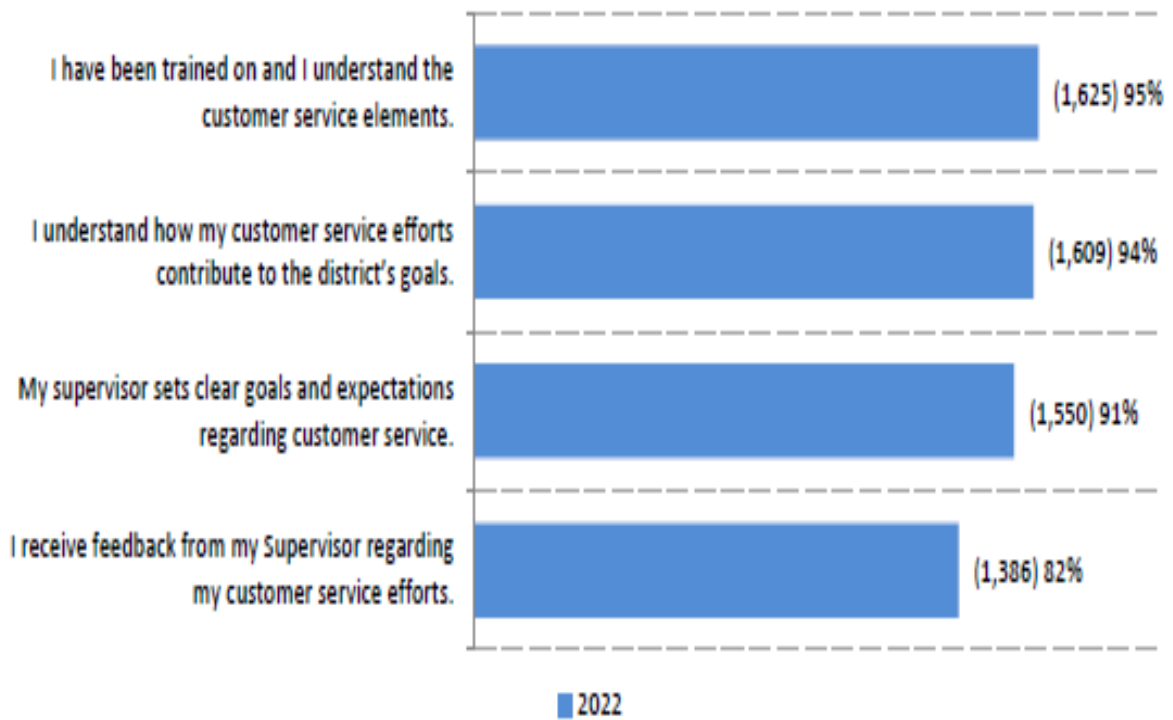 I have been trained on and I understand the
customer service elements.
(1,625) 95%
I understand how my customer service efforts
contribute to the district's goals.
(1,609) 94%
My supervisor sets clear goals and expectations
regarding customer service.
(1,550) 91%
I receive feedback from my Supervisor regarding
my customer service efforts.
(1,386) 82%
2022